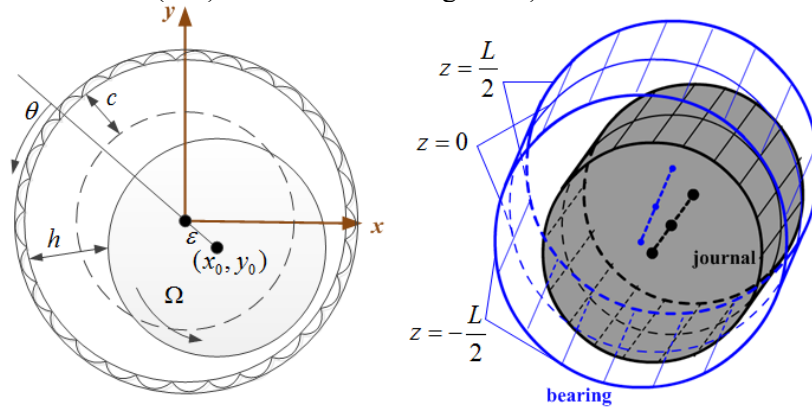 y
θ
c
x
ε
h
(x₀, y₀)
Ω
z = L/2
z = 0
journal
z = -L/2
bearing